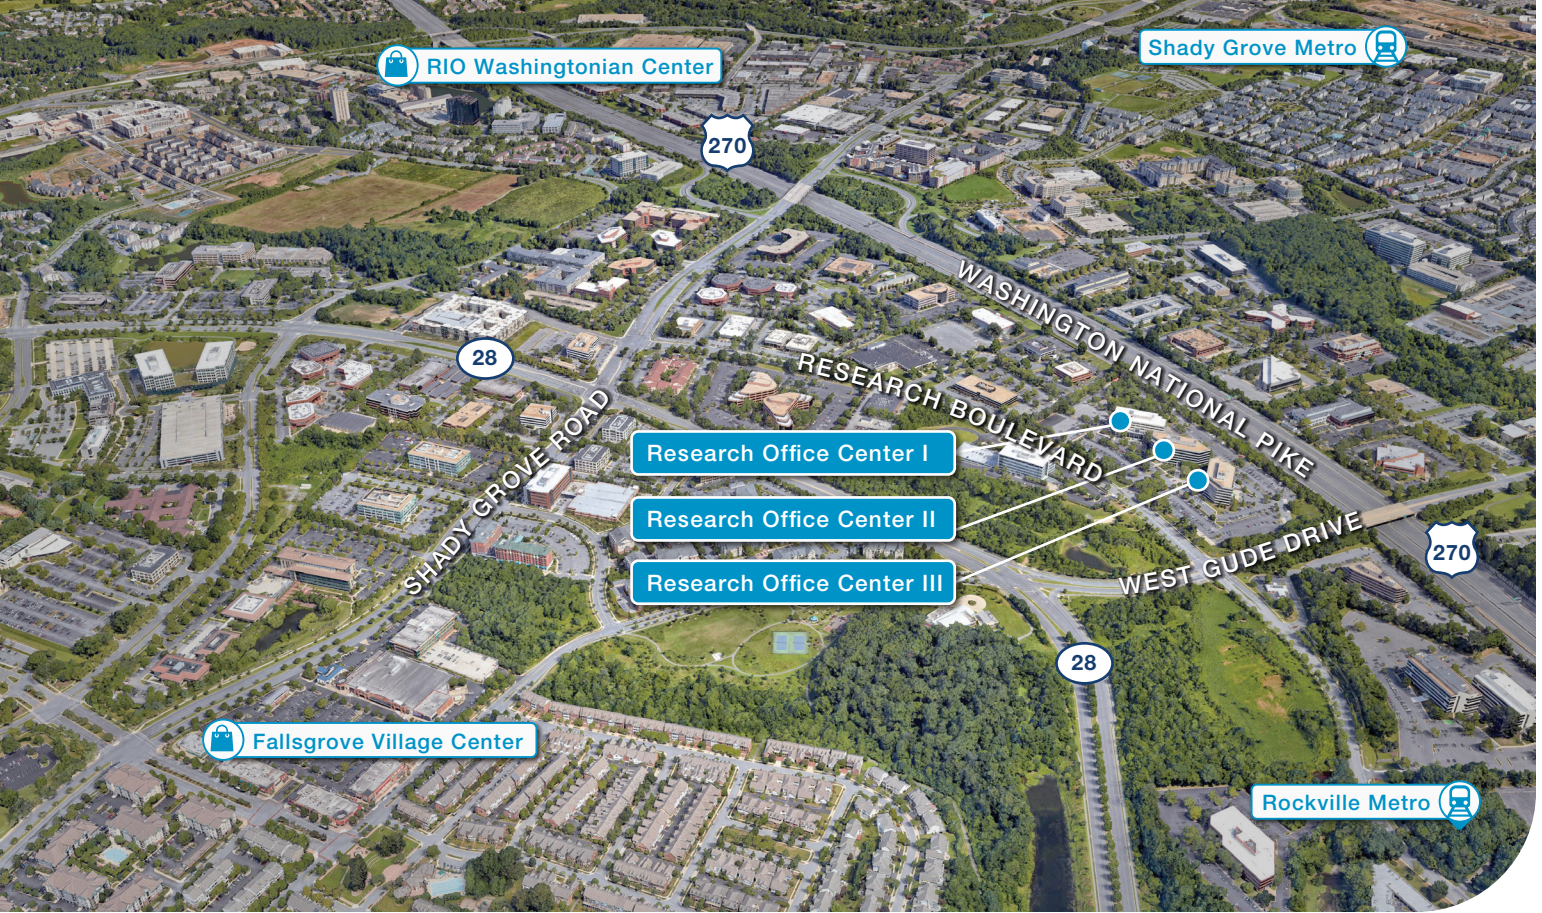 Shady Grove Metro
RIO Washingtonian Center
270
WASHINGTON NATIONAL PIKE
28
RESEARCH BOULEVARD
SHADY GROVE ROAD
Research Office Center I
Research Office Center II
Research Office Center III
WEST GUDE DRIVE
270
28
Fallsgrove Village Center
Rockville Metro